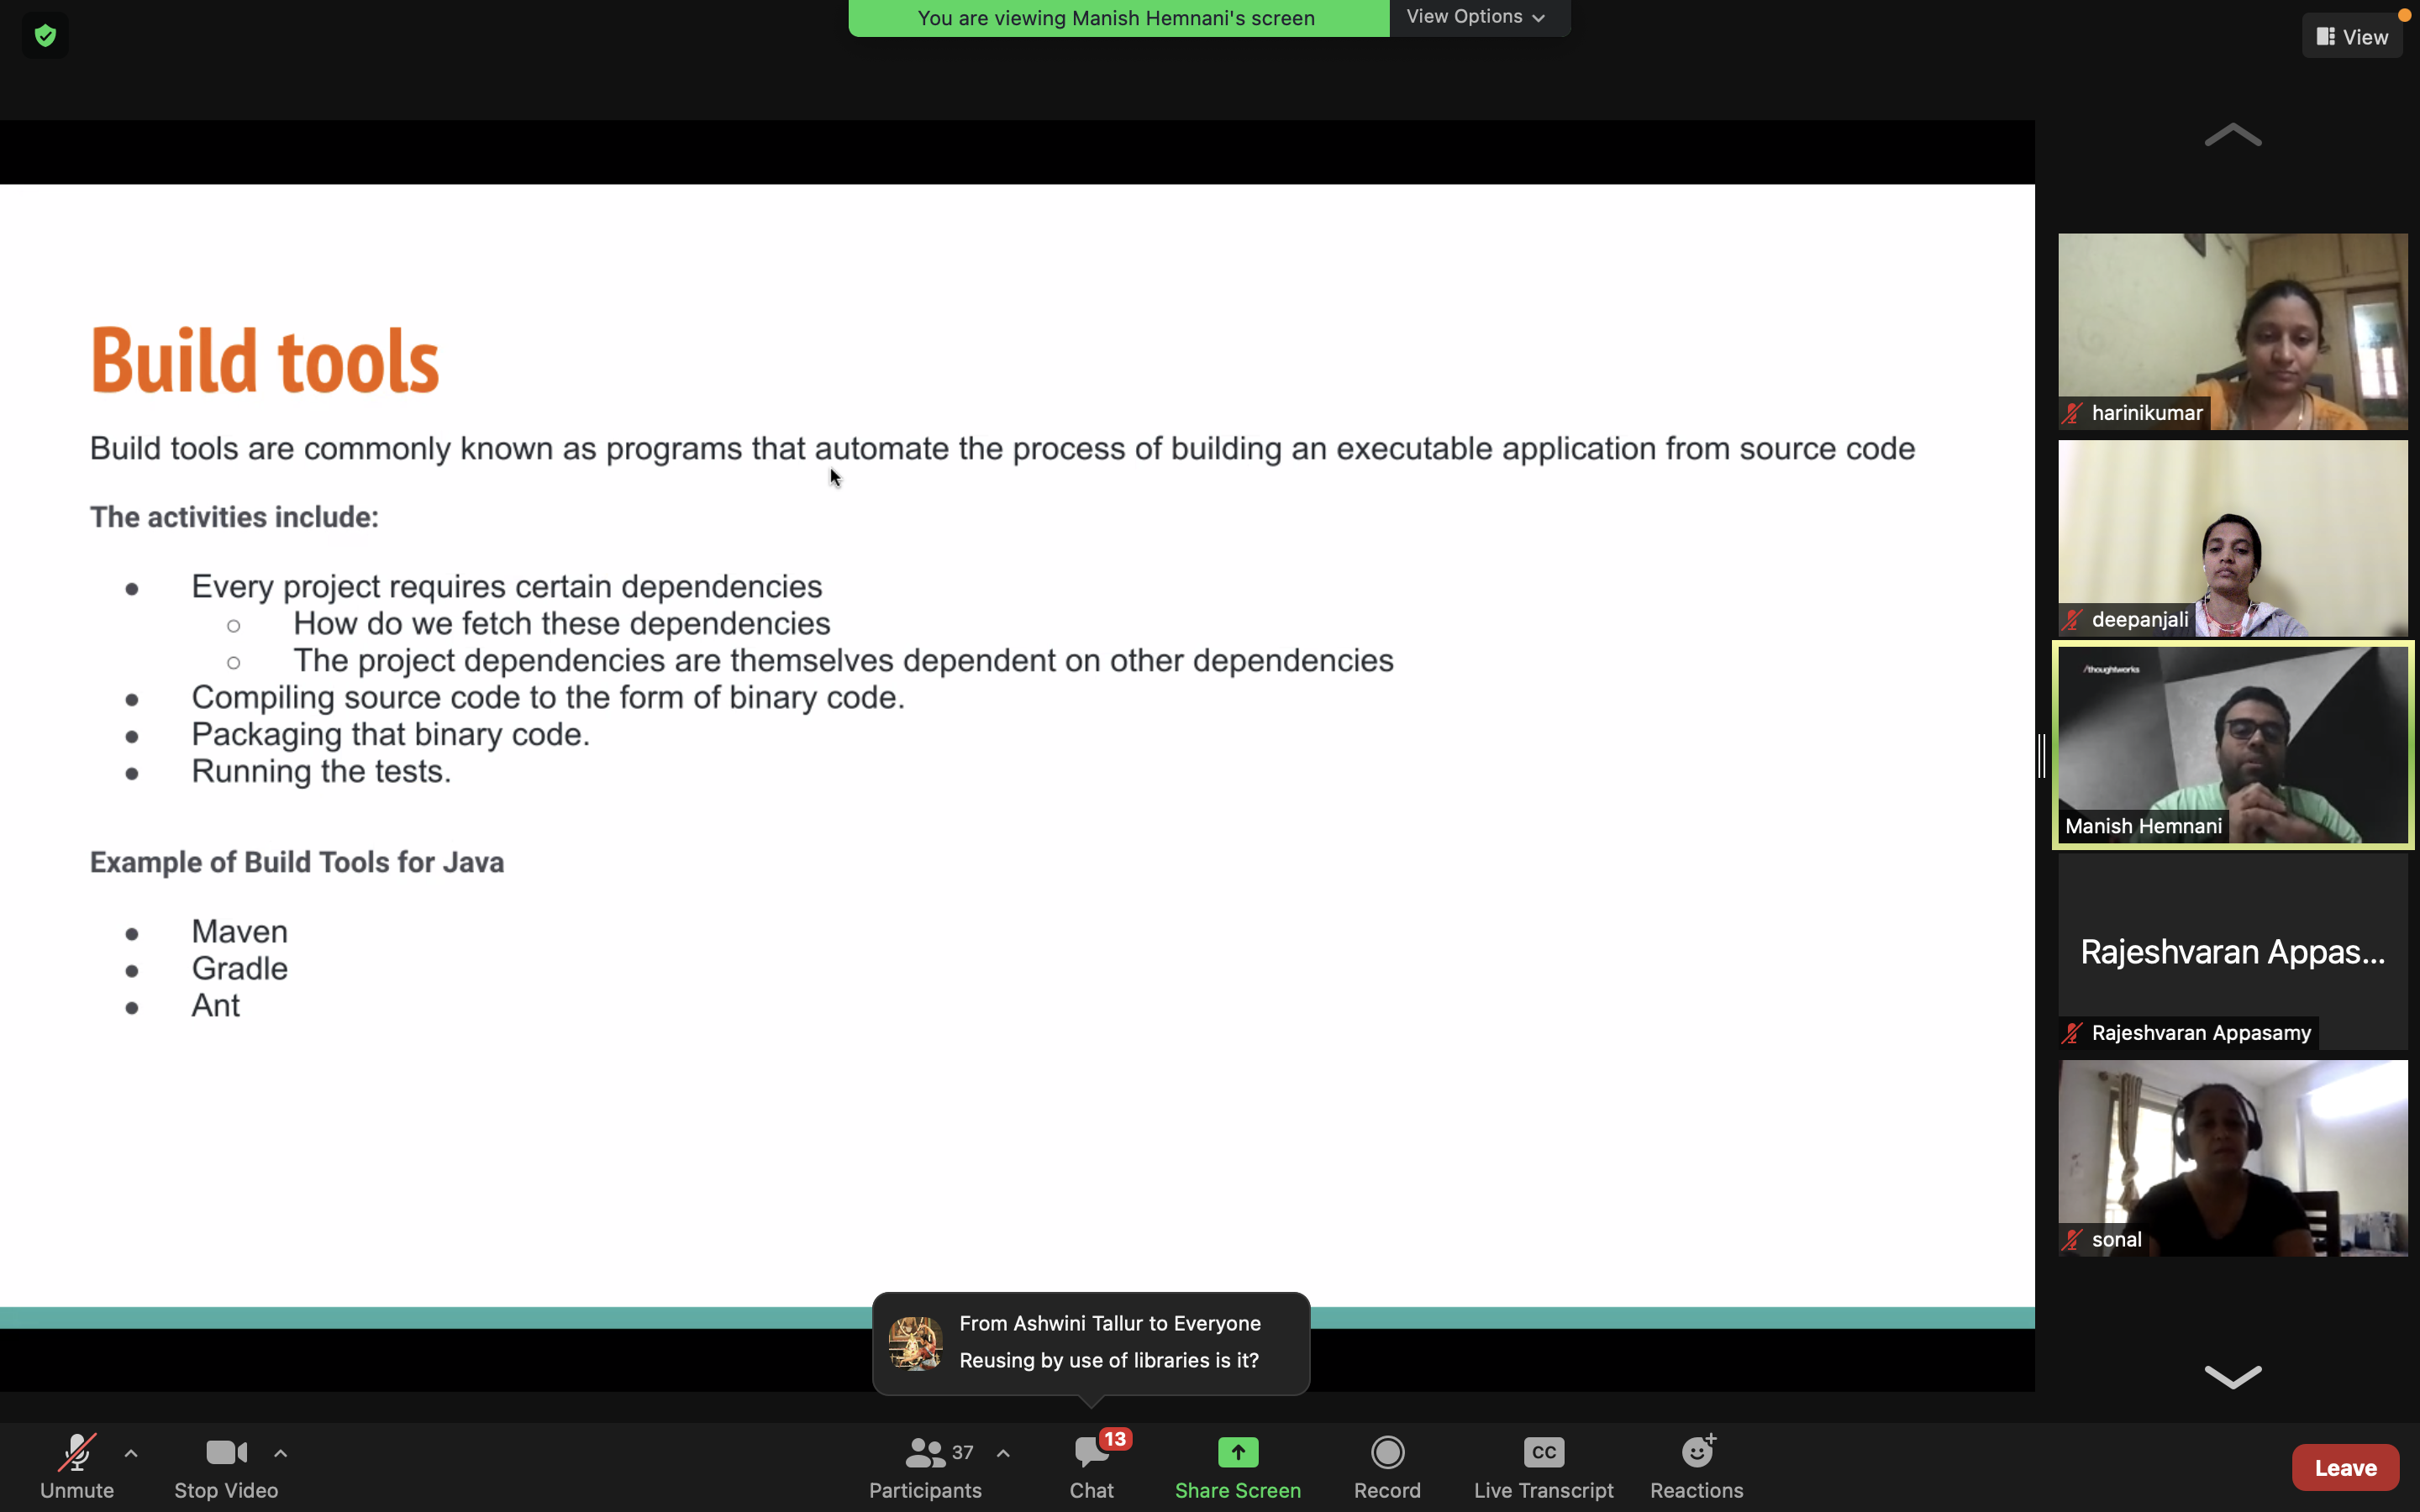 You are viewing Manish Hemnani's screen
View Options
View
Build tools
Build tools are commonly known as programs that automate the process of building an executable application from source code
The activities include:
Every project requires certain dependencies
How do we fetch these dependencies
The project dependencies are themselves dependent on other dependencies
Compiling source code to the form of binary code.
Packaging that binary code.
Running the tests.
Example of Build Tools for Java
Maven
Gradle
Ant
harinikumar
deepanjali
/thoughtworks
Manish Hemnani
Rajeshvaran Appas...
Rajeshvaran Appasamy
sonal
From Ashwini Tallur to Everyone
Reusing by use of libraries is it?
Unmute
Stop Video
37
Participants
13
Chat
Share Screen
Record
CC
Live Transcript
Reactions
Leave